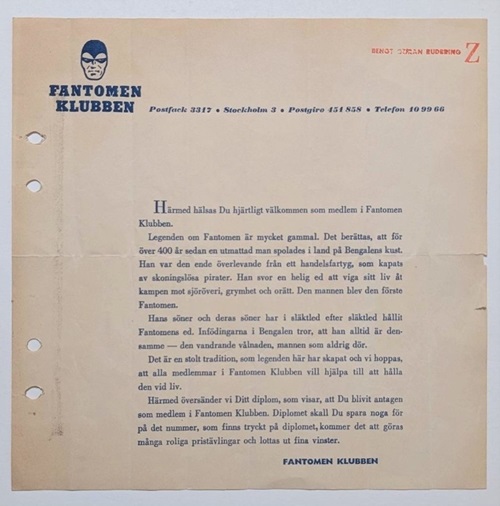 BENGT STEFAN RUDERING Z
FANTOMEN
KLUBBEN
Postfack 3317 • Stockholm 3 • Postgiro 451 858 • Telefon 10 99 66
Härmed hälsas Du hjärtligt välkommen som medlem i Fantomen
Klubben.
Legenden om Fantomen är mycket gammal. Det berättas, att för
över 400 år sedan en utmattad man spolades i land på Bengalens kust.
Han var den ende överlevande från ett handelsfartyg, som kapats
av skoningslösa pirater. Han svor en helig ed att viga sitt liv åt
kampen mot sjöröveri, grymhet och orätt. Den mannen blev den förste
Fantomen.
Hans söner och deras söner har i släktled efter släktled hållit
Fantomens ed. Infödingarna i Bengalen tror, att han alltid är den-
samme — den vandrande vålnaden, mannen som aldrig dör.
Det är en stolt tradition, som legenden här har skapat och vi hoppas,
att alla medlemmar i Fantomen Klubben vill hjälpa till att hålla
den vid liv.
Härmed översänder vi Ditt diplom, som visar, att Du blivit antagen
som medlem i Fantomen Klubben. Diplomet skall Du spara noga för
på det nummer, som finns tryckt på diplomet, kommer det att göras
många roliga pristävlingar och lottas ut fina vinster.
FANTOMEN KLUBBEN